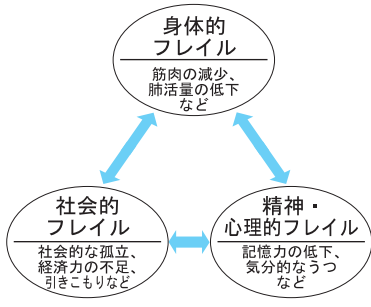 身体的
フレイル
筋肉の減少、
肺活量の低下
など
社会的
フレイル
社会的な孤立、
経済力の不足、
引きこもりなど
精神・
心理的フレイル
記憶力の低下、
気分的なうつ
など